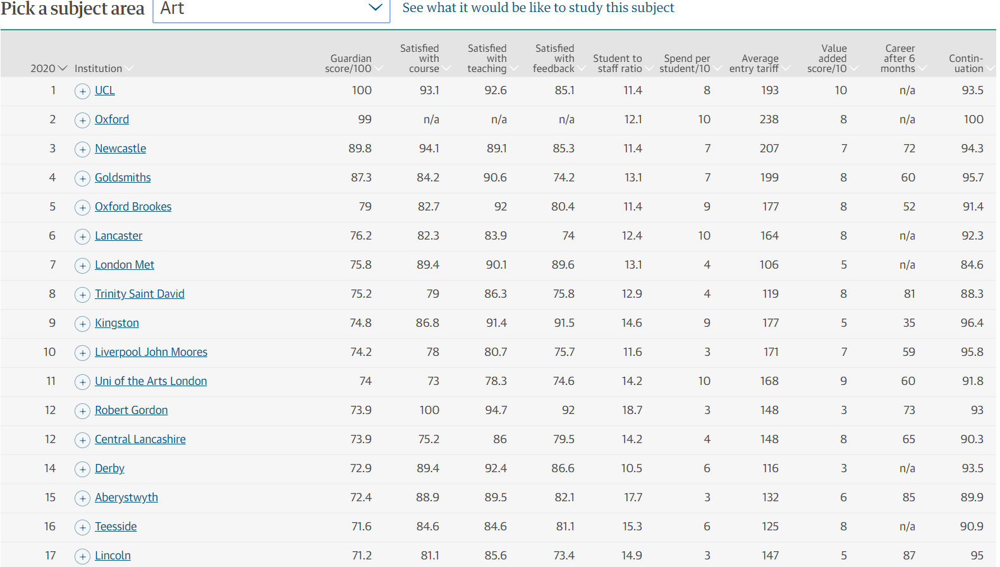 Pick a subject area Art See what it would be like to study this subject
2020 Institution Guardian score/100 Satisfied with course Satisfied with teaching Satisfied with feedback Student to staff ratio Spend per student/10 Average entry tariff Value added score/10 Career after 6 months Contin-uation
1 UCL 100 93.1 92.6 85.1 11.4 8 193 10 n/a 93.5
2 Oxford 99 n/a n/a n/a 12.1 10 238 8 n/a 100
3 Newcastle 89.8 94.1 89.1 85.3 11.4 7 207 7 72 94.3
4 Goldsmiths 87.3 84.2 90.6 74.2 13.1 7 199 8 60 95.7
5 Oxford Brookes 79 82.7 92 80.4 11.4 9 177 8 52 91.4
6 Lancaster 76.2 82.3 83.9 74 12.4 10 164 8 n/a 92.3
7 London Met 75.8 89.4 90.1 89.6 13.1 4 106 5 n/a 84.6
8 Trinity Saint David 75.2 79 86.3 75.8 12.9 4 119 8 81 88.3
9 Kingston 74.8 86.8 91.4 91.5 14.6 9 177 5 35 96.4
10 Liverpool John Moores 74.2 78 80.7 75.7 11.6 3 171 7 59 95.8
11 Uni of the Arts London 74 73 78.3 74.6 14.2 10 168 9 60 91.8
12 Robert Gordon 73.9 100 94.7 92 18.7 3 148 3 73 93
12 Central Lancashire 73.9 75.2 86 79.5 14.2 4 148 8 65 90.3
14 Derby 72.9 89.4 92.4 86.6 10.5 6 116 3 n/a 93.5
15 Aberystwyth 72.4 88.9 89.5 82.1 17.7 3 132 6 85 89.9
16 Teesside 71.6 84.6 84.6 81.1 15.3 6 125 8 n/a 90.9
17 Lincoln 71.2 81.1 85.6 73.4 14.9 3 147 5 87 95